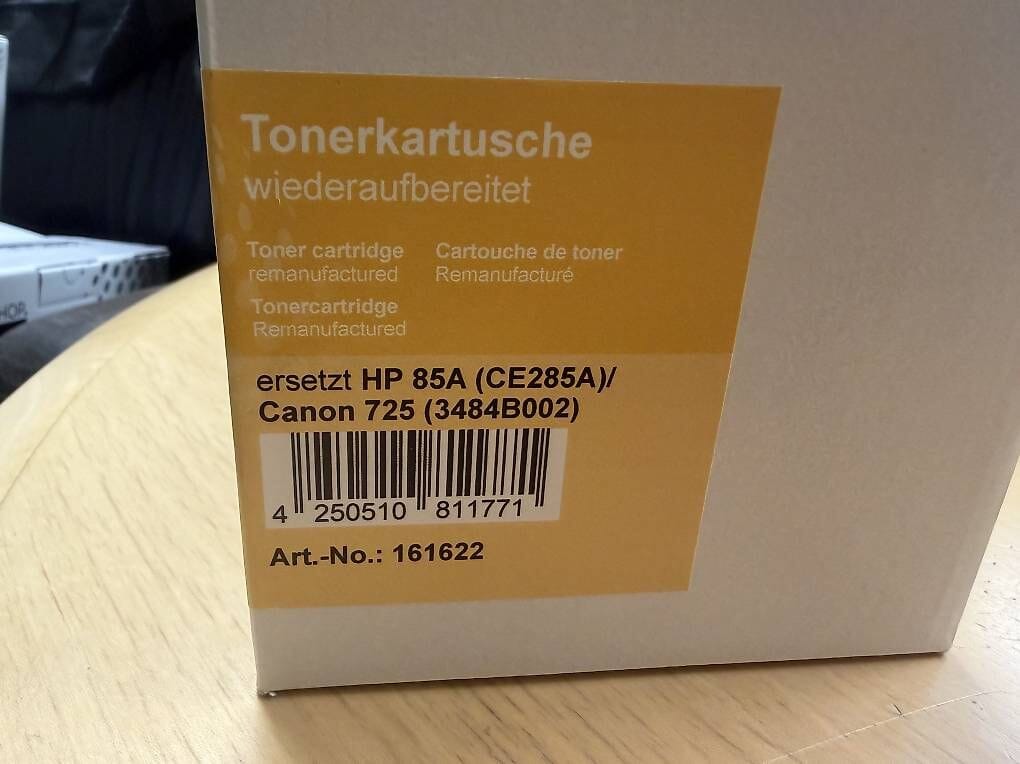 Tonerkartusche
wiederaufbereitet
Toner cartridge
remanufactured
Cartouche de toner
Remanufacturé
Tonercartridge
Remanufactured
ersetzt HP 85A (CE285A)/
Canon 725 (3484B002)
4 250510 811771
Art.-No.: 161622
HOP.